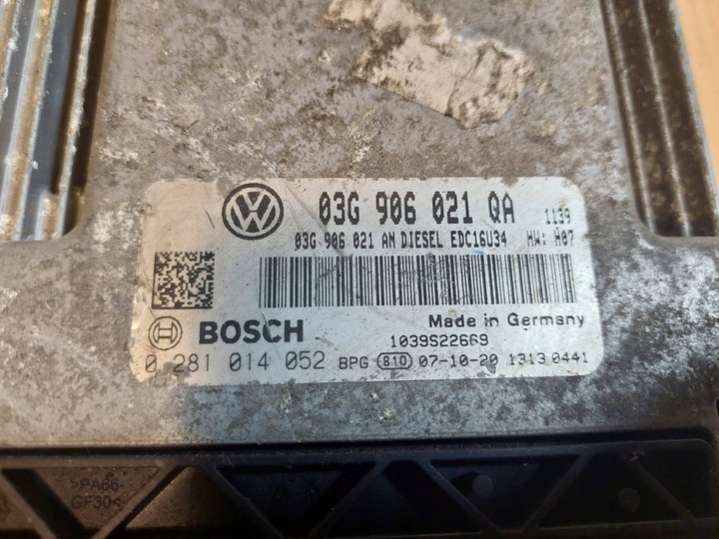 03G 906 021 QA 1139
03G 906 021 AN DIESEL EDC16U34 HW: H07
BOSCH Made in Germany
1039S22669
0 281 014 052 BPG 810 07-10-20 1313 0441
>PA66-
GF30<